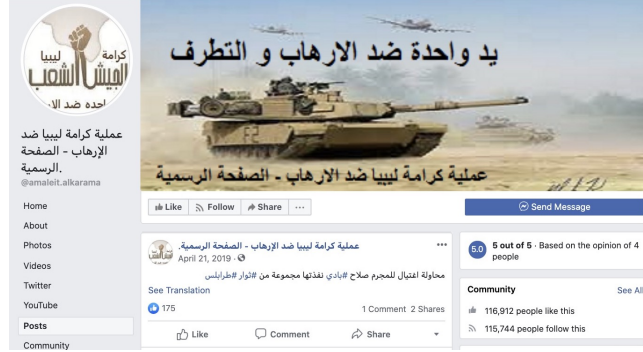 كرامة
ليبيا
الجيش الشعب
يد واحدة ضد الارهاب و التطرف
عملية كرامة ليبيا ضد الارهاب - الصفحة الرسمية
عملية كرامة ليبيا ضد
الإرهاب - الصفحة
الرسمية.
@amaleit.alkarama
Home
About
Photos
Videos
Twitter
YouTube
Posts
Community
Like Follow Share ...
Send Message
عملية كرامة ليبيا ضد الإرهاب - الصفحة الرسمية.
April 21, 2019
محاولة اغتيال للمجرم صلاح #بادي نفذتها مجموعة من #ثوار #طرابلس
See Translation
175
1 Comment 2 Shares
Like Comment Share
5.0
5 out of 5 · Based on the opinion of 4
people
Community
See All
116,912 people like this
115,744 people follow this